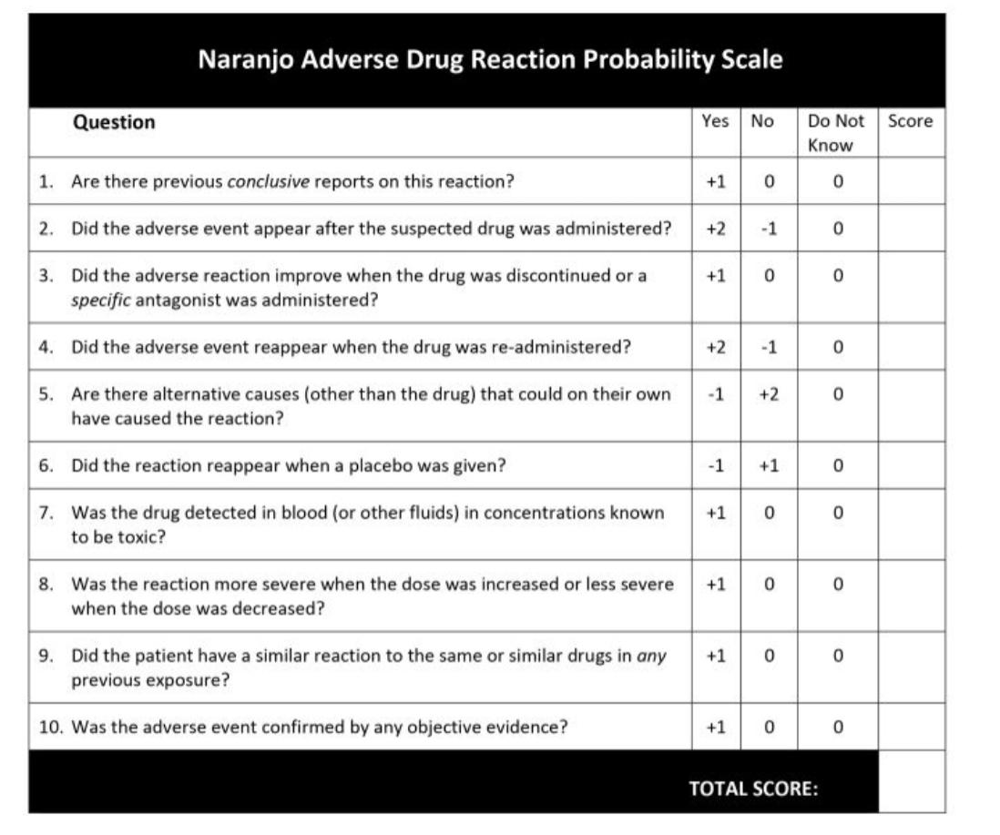 Naranjo Adverse Drug Reaction Probability Scale
Question Yes No Do Not Score
Know
1. Are there previous conclusive reports on this reaction? +1 0 0
2. Did the adverse event appear after the suspected drug was administered? +2 -1 0
3. Did the adverse reaction improve when the drug was discontinued or a +1 0 0
specific antagonist was administered?
4. Did the adverse event reappear when the drug was re-administered? +2 -1 0
5. Are there alternative causes (other than the drug) that could on their own -1 +2 0
have caused the reaction?
6. Did the reaction reappear when a placebo was given? -1 +1 0
7. Was the drug detected in blood (or other fluids) in concentrations known +1 0 0
to be toxic?
8. Was the reaction more severe when the dose was increased or less severe +1 0 0
when the dose was decreased?
9. Did the patient have a similar reaction to the same or similar drugs in any +1 0 0
previous exposure?
10. Was the adverse event confirmed by any objective evidence? +1 0 0
TOTAL SCORE: